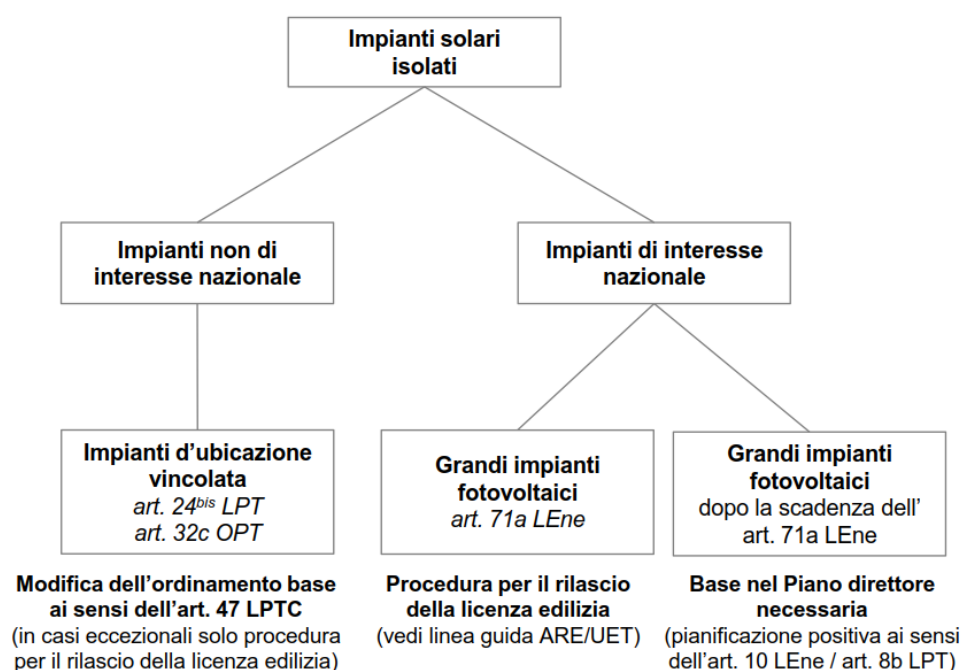 Impianti solari
isolati
Impianti non di
interesse nazionale
Impianti di interesse
nazionale
Impianti d'ubicazione
vincolata
art. 24bis LPT
art. 32c OPT
Grandi impianti
fotovoltaici
art. 71a LEne
Grandi impianti
fotovoltaici
dopo la scadenza dell'
art. 71a LEne
Modifica dell'ordinamento base
ai sensi dell'art. 47 LPTC
(in casi eccezionali solo procedura
per il rilascio della licenza edilizia)
Procedura per il rilascio
della licenza edilizia
(vedi linea guida ARE/UET)
Base nel Piano direttore
necessaria
(pianificazione positiva ai sensi
dell'art. 10 LEne / art. 8b LPT)